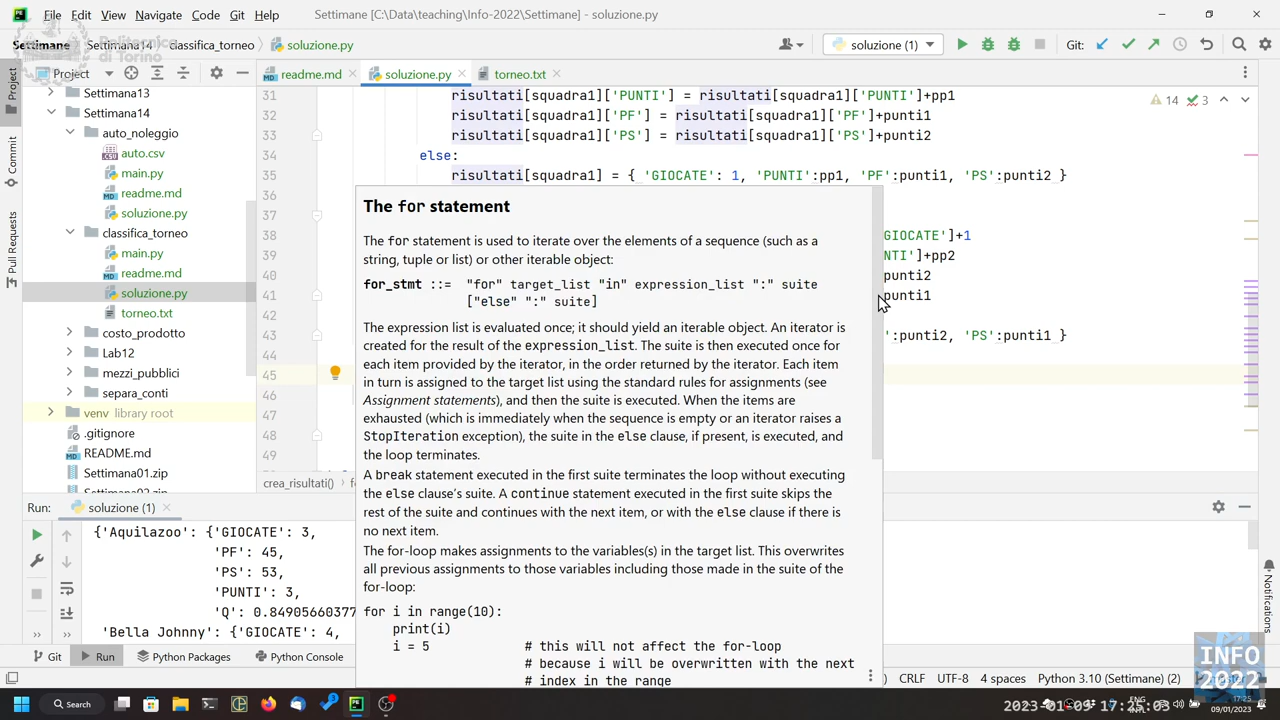 File Edit View Navigate Code Git Help Settimane [C:\Data\teaching\Info-2022\Settimane] - soluzione.py
Politecnico
di Torino
Settimane Settimana14 classifica_torneo soluzione.py soluzione (1) Git:
Project readme.md soluzione.py torneo.txt
Project
Commit
Pull Requests
Settimana13
Settimana14
auto_noleggio
auto.csv
main.py
readme.md
soluzione.py
classifica_torneo
main.py
readme.md
soluzione.py
torneo.txt
costo_prodotto
Lab12
mezzi_pubblici
separa_conti
venv library root
.gitignore
README.md
Settimana01.zip
14 3
31 risultati[squadra1]['PUNTI'] = risultati[squadra1]['PUNTI']+pp1
32 risultati[squadra1]['PF'] = risultati[squadra1]['PF']+punti1
33 risultati[squadra1]['PS'] = risultati[squadra1]['PS']+punti2
34 else:
35 risultati[squadra1] = { 'GIOCATE': 1, 'PUNTI':pp1, 'PF':punti1, 'PS':punti2 }
36
37
38 GIOCATE']+1
39 NTI']+pp2
40 punti2
41 punti1
42
43 ':punti2, 'PS':punti1 }
44
45
46
47
48
The for statement
The for statement is used to iterate over the elements of a sequence (such as a
string, tuple or list) or other iterable object:
for_stmt ::= "for" target_list "in" expression_list ":" suite
["else" ":" suite]
The expression list is evaluated once; it should yield an iterable object. An iterator is
created for the result of the expression_list. The suite is then executed once for
each item provided by the iterator, in the order returned by the iterator. Each item
in turn is assigned to the target list using the standard rules for assignments (see
Assignment statements), and then the suite is executed. When the items are
exhausted (which is immediately when the sequence is empty or an iterator raises a
StopIteration exception), the suite in the else clause, if present, is executed, and
the loop terminates.
A break statement executed in the first suite terminates the loop without executing
the else clause's suite. A continue statement executed in the first suite skips the
rest of the suite and continues with the next item, or with the else clause if there is
no next item.
The for-loop makes assignments to the variables(s) in the target list. This overwrites
all previous assignments to those variables including those made in the suite of the
for-loop:
for i in range(10):
print(i)
i = 5 # this will not affect the for-loop
# because i will be overwritten with the next
# index in the range
crea_risultati()
Run: soluzione (1)
{'Aquilazoo': {'GIOCATE': 3,
'PF': 45,
'PS': 53,
'PUNTI': 3,
'Q': 0.84905660377
'Bella Johnny': {'GIOCATE': 4,
Notifications
Git Run Python Packages Python Console
CRLF UTF-8 4 spaces Python 3.10 (Settimane) (2)
INFO
2022
Search
17:25
09/01/2023